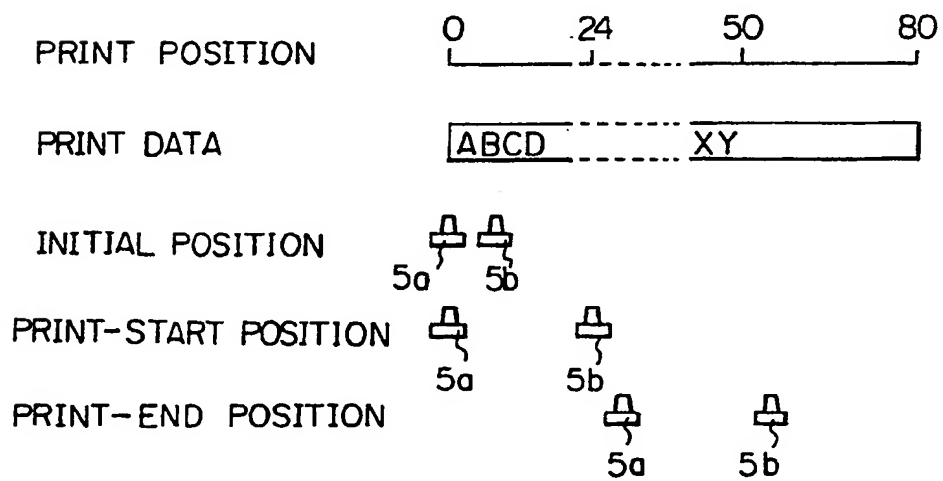 0 .24 50 80
PRINT POSITION
PRINT DATA ABCD XY
INITIAL POSITION
5a 5b
PRINT-START POSITION
5a 5b
PRINT-END POSITION
5a 5b